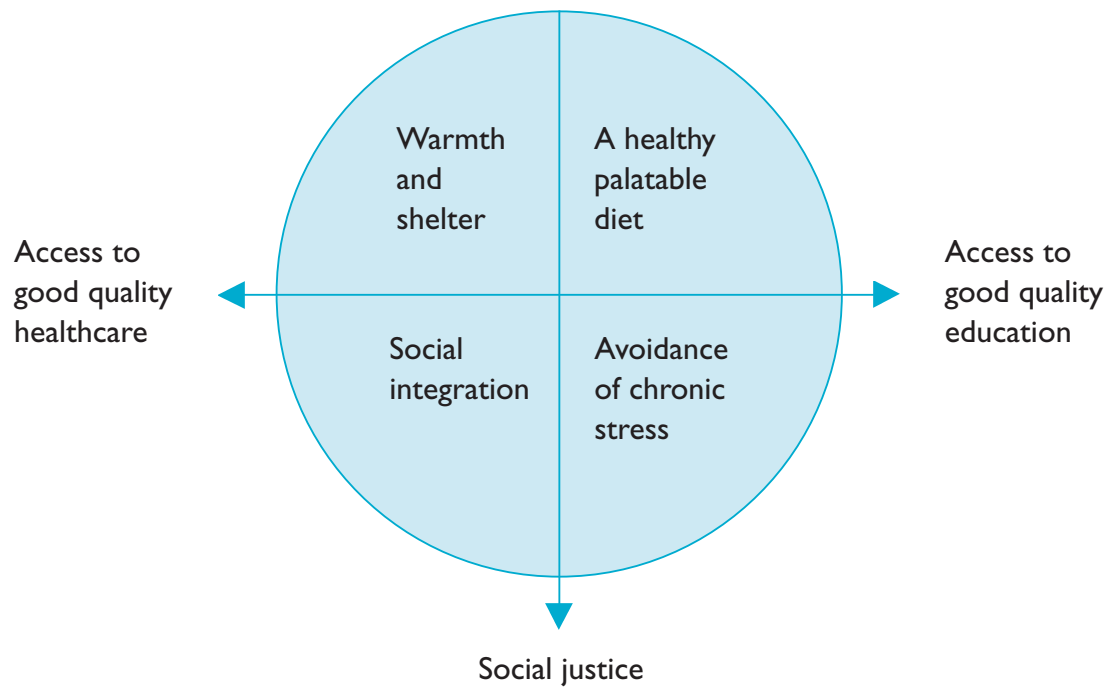 Warmth
and
shelter
A healthy
palatable
diet
Access to
good quality
healthcare
Access to
good quality
education
Social
integration
Avoidance
of chronic
stress
Social justice